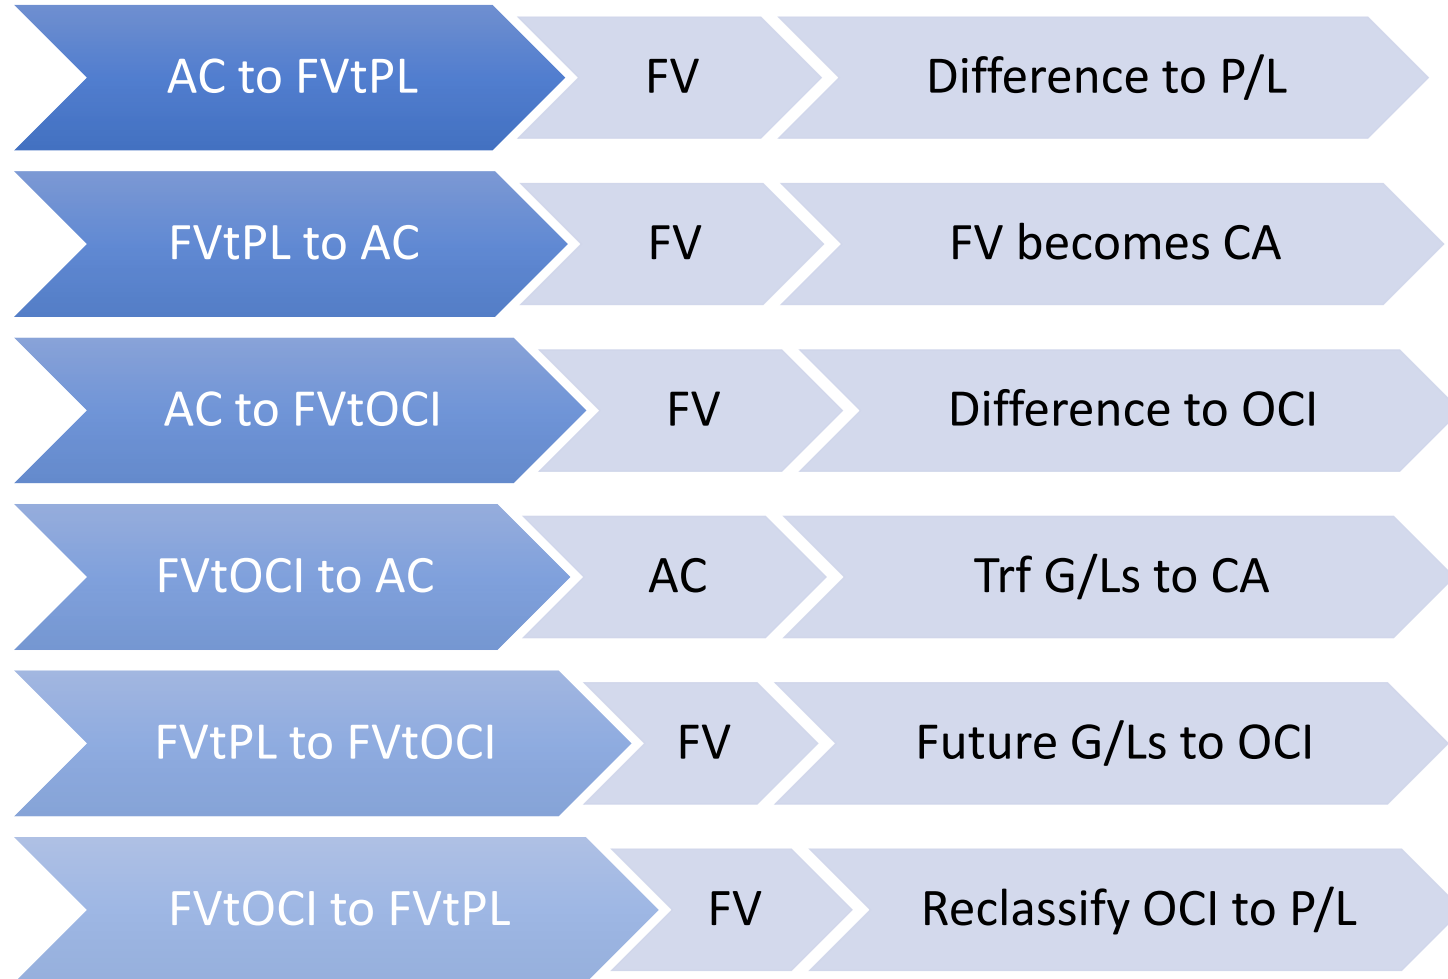 AC to FVtPL FV Difference to P/L
FVtPL to AC FV FV becomes CA
AC to FVtOCI FV Difference to OCI
FVtOCI to AC AC Trf G/Ls to CA
FVtPL to FVtOCI FV Future G/Ls to OCI
FVtOCI to FVtPL FV Reclassify OCI to P/L